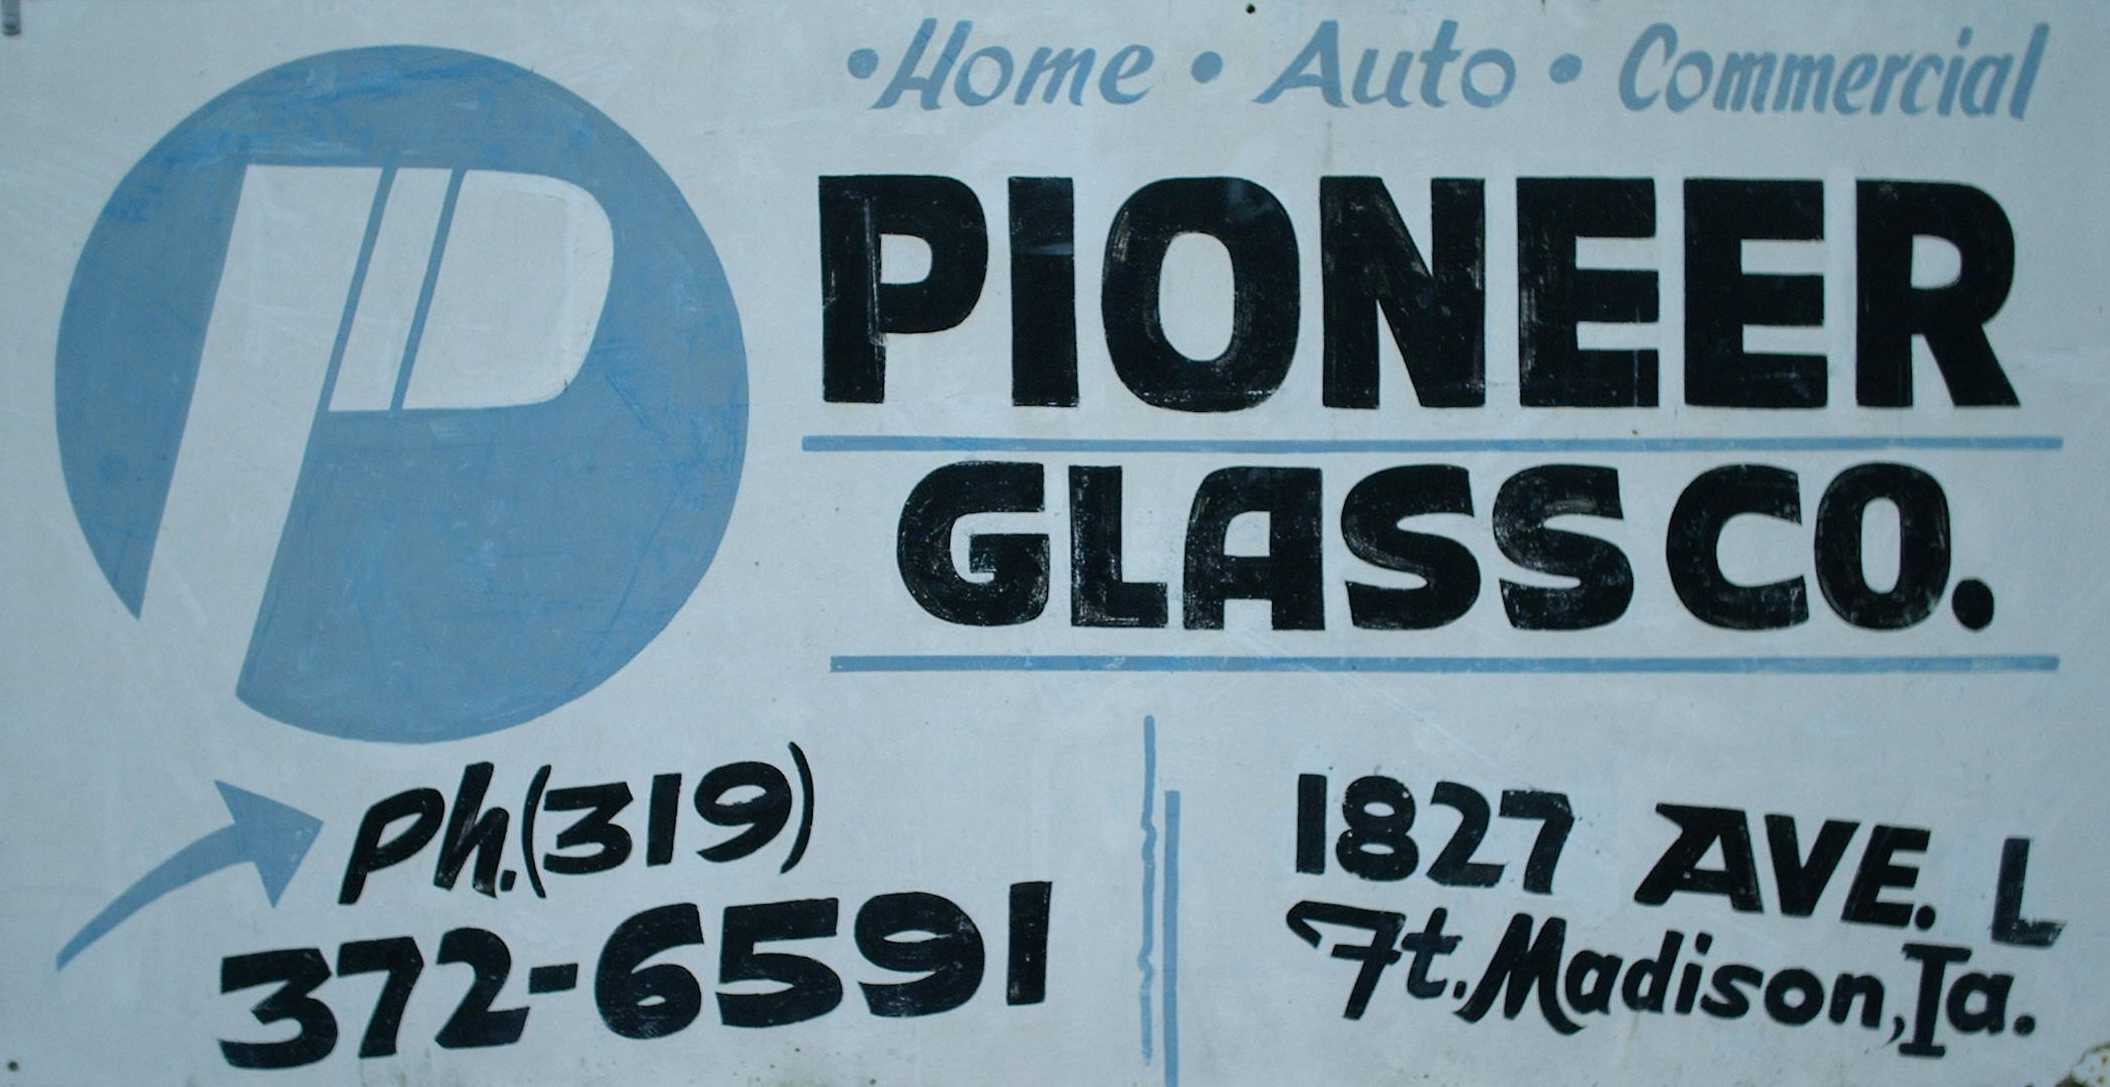 •Home • Auto • Commercial
PIONEER
GLASS CO.
P
Ph.(319)
372-6591
1827 AVE. L
Ft. Madison, Ia.